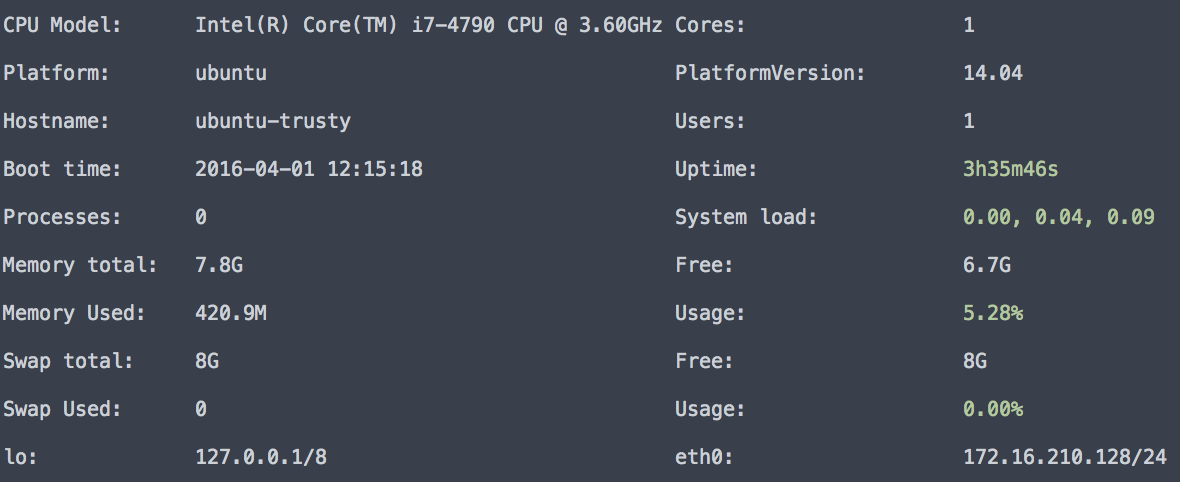 CPU Model: Intel(R) Core(TM) i7-4790 CPU @ 3.60GHz Cores: 1
Platform: ubuntu PlatformVersion: 14.04
Hostname: ubuntu-trusty Users: 1
Boot time: 2016-04-01 12:15:18 Uptime: 3h35m46s
Processes: 0 System load: 0.00, 0.04, 0.09
Memory total: 7.8G Free: 6.7G
Memory Used: 420.9M Usage: 5.28%
Swap total: 8G Free: 8G
Swap Used: 0 Usage: 0.00%
lo: 127.0.0.1/8 eth0: 172.16.210.128/24